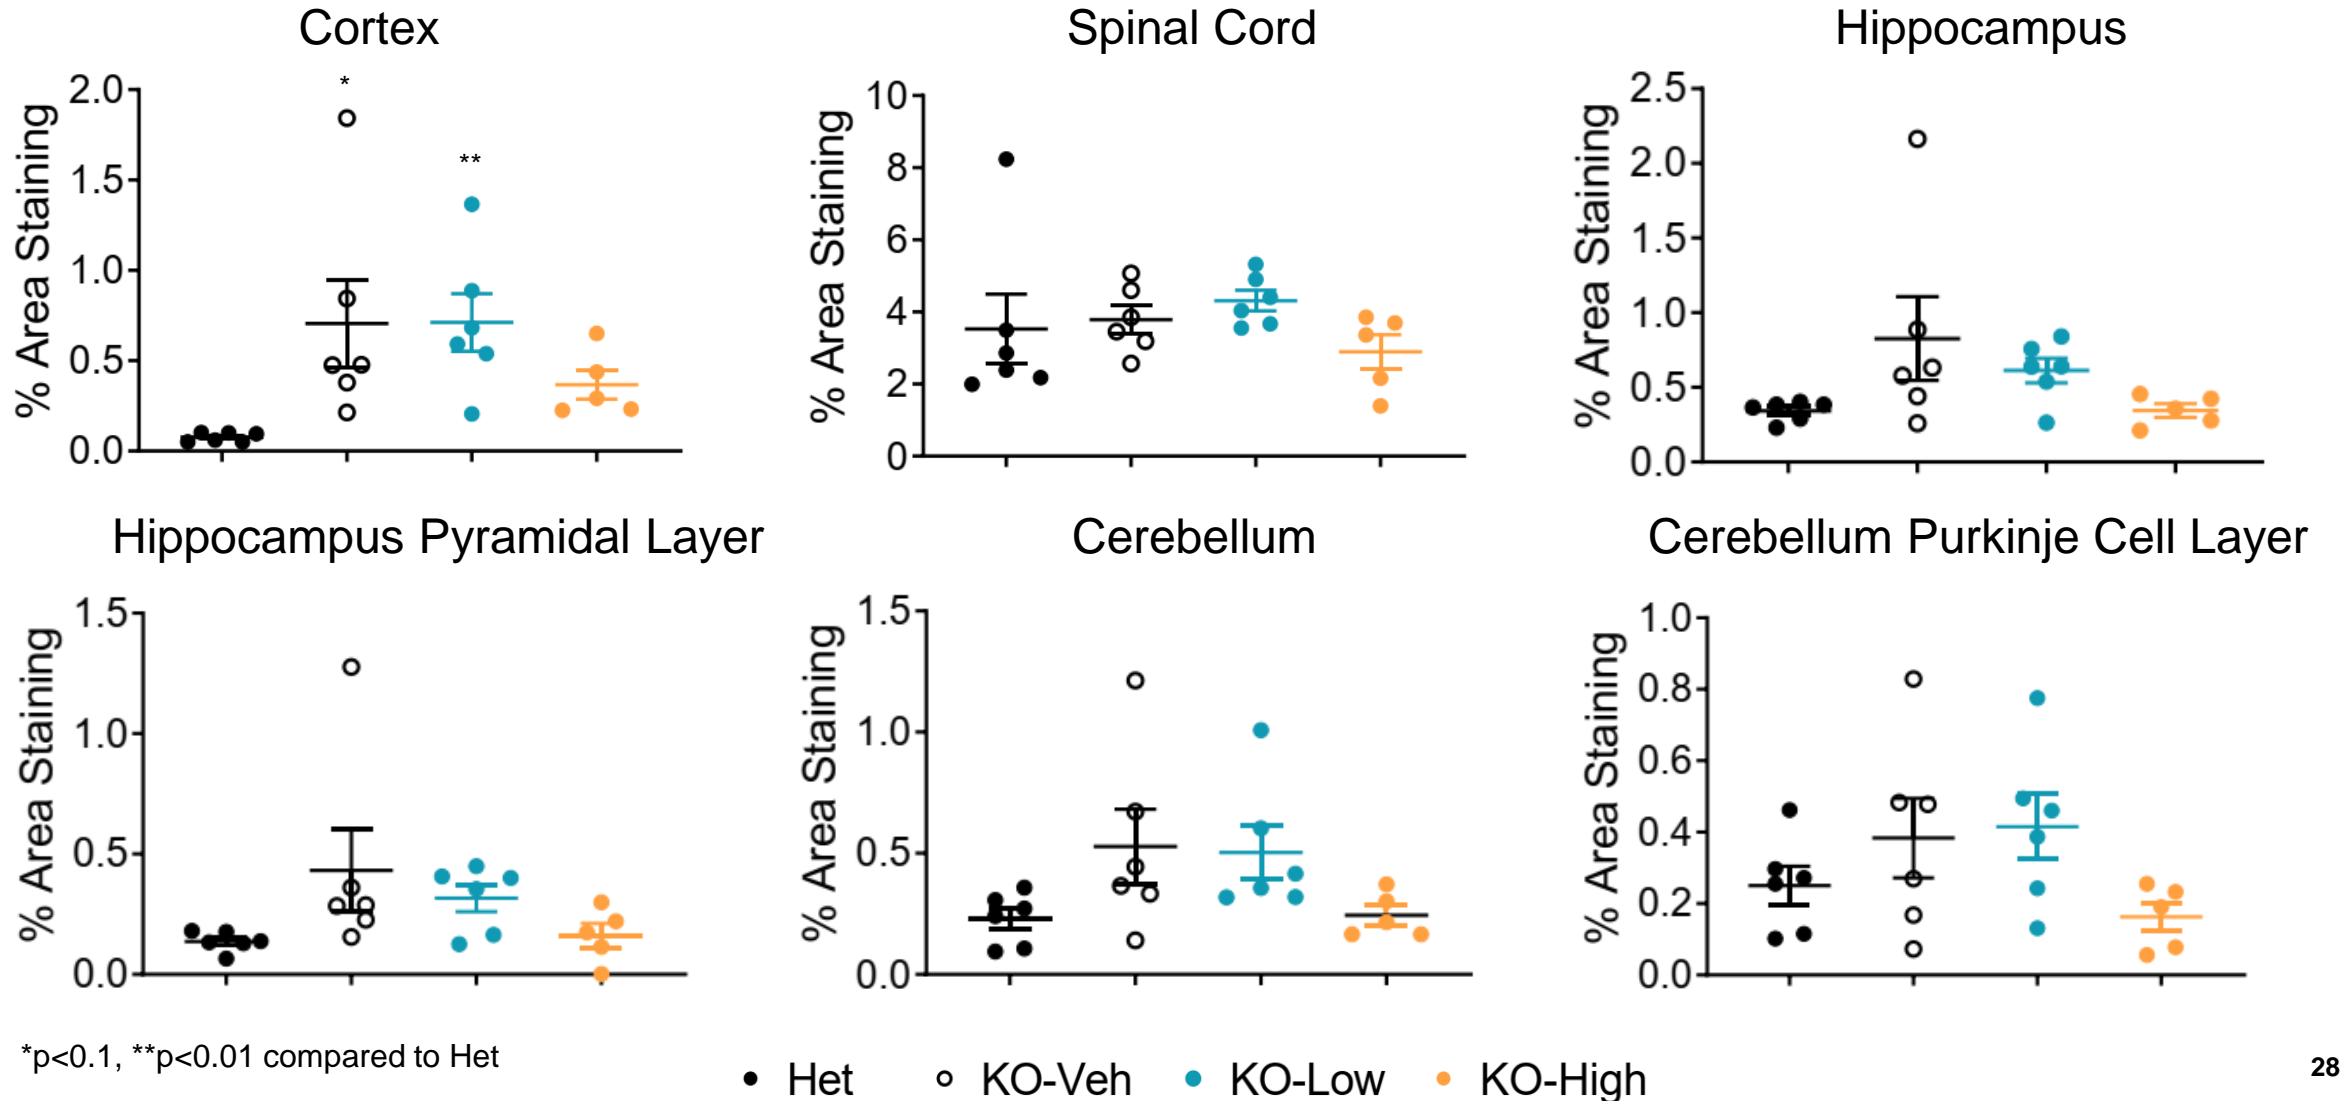 Cortex
% Area Staining
2.0
1.5
1.0
0.5
0.0
*
**
Spinal Cord
% Area Staining
10
8
6
4
2
0
Hippocampus
% Area Staining
2.5
2.0
1.5
1.0
0.5
0.0
Hippocampus Pyramidal Layer
% Area Staining
1.5
1.0
0.5
0.0
Cerebellum
% Area Staining
1.5
1.0
0.5
0.0
Cerebellum Purkinje Cell Layer
% Area Staining
1.0
0.8
0.6
0.4
0.2
0.0
*p<0.1, **p<0.01 compared to Het
Het KO-Veh KO-Low KO-High
28